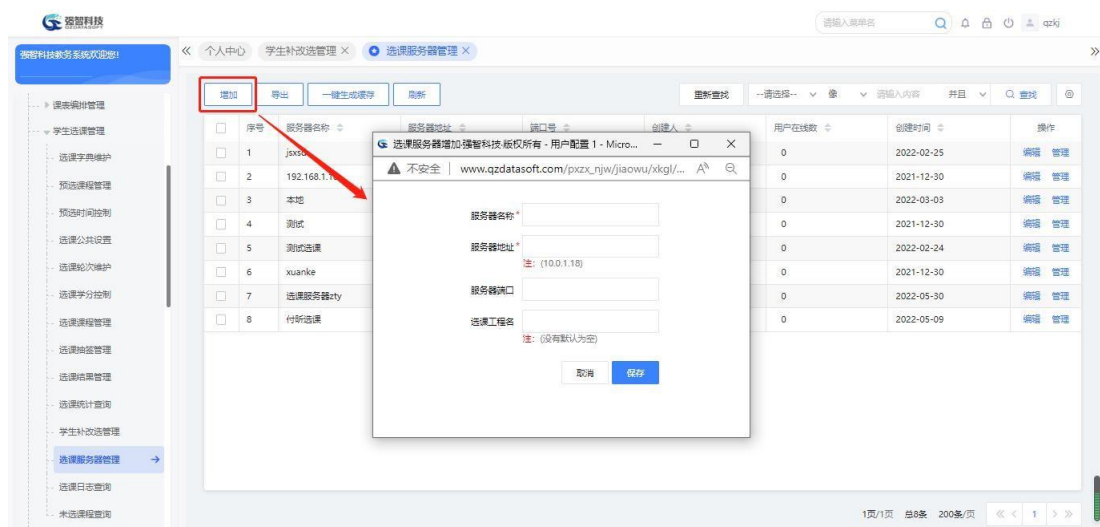 强智科技
QZDATASOFT
请输入菜单名
qzkj
强智科技教务系统欢迎您!
个人中心 学生补改选管理 × 选课服务器管理 ×
课表编排管理
学生选课管理
选课字典维护
预选课程管理
预选时间控制
选课公共设置
选课轮次维护
选课学分控制
选课课程管理
选课抽签管理
选课结果管理
选课统计查询
学生补改选管理
选课服务器管理 →
选课日志查询
未选课程查询
增加 导出 一键生成缓存 刷新 重新查找 --请选择-- 像 请输入内容 并且 查找
序号 服务器名称 服务器地址 端口号 创建人 用户在线数 创建时间 操作
1 jsxsd 0 2022-02-25 编辑 管理
2 192.168.1. 0 2021-12-30 编辑 管理
3 本地 0 2022-03-03 编辑 管理
4 测试 0 2021-12-30 编辑 管理
5 测试选课 0 2022-02-24 编辑 管理
6 xuanke 0 2021-12-30 编辑 管理
7 选课服务器zty 0 2022-05-30 编辑 管理
8 付昕选课 0 2022-05-09 编辑 管理
选课服务器增加-强智科技-版权所有 - 用户配置 1 - Micro...
不安全 | www.qzdatasoft.com/pxzx_njw/jiaowu/xkgl/...
服务器名称*
服务器地址*
注: (10.0.1.18)
服务器端口
选课工程名
注: (没有默认为空)
取消 保存
1页/1页 总8条 200条/页 1